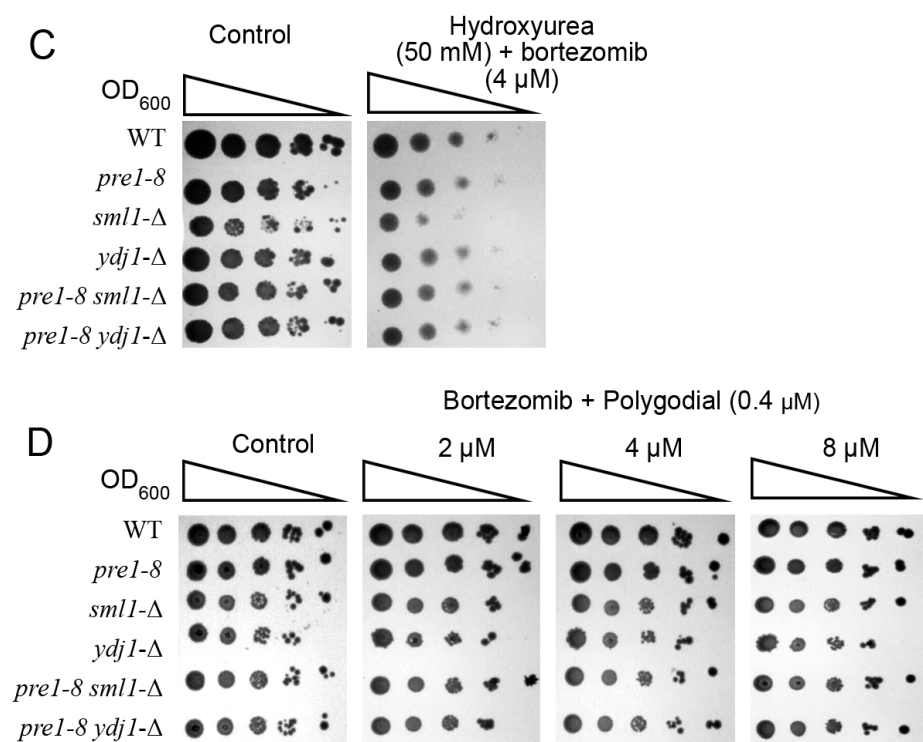 C
Control
Hydroxyurea
(50 mM) + bortezomib
(4 µM)
OD600
WT
pre1-8
sml1-Δ
ydj1-Δ
pre1-8 sml1-Δ
pre1-8 ydj1-Δ
Bortezomib + Polygodial (0.4 µM)
D
Control
2 µM
4 µM
8 µM
OD600
WT
pre1-8
sml1-Δ
ydj1-Δ
pre1-8 sml1-Δ
pre1-8 ydj1-Δ